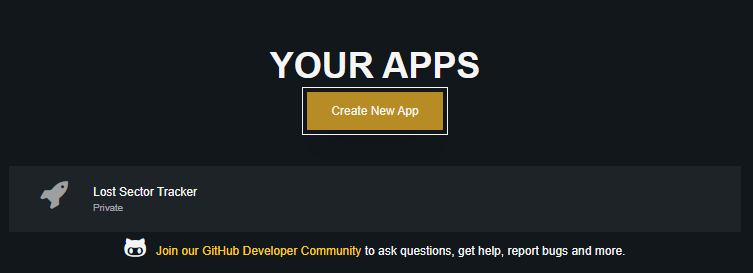 YOUR APPS
Create New App
Lost Sector Tracker
Private
Join our GitHub Developer Community to ask questions, get help, report bugs and more.